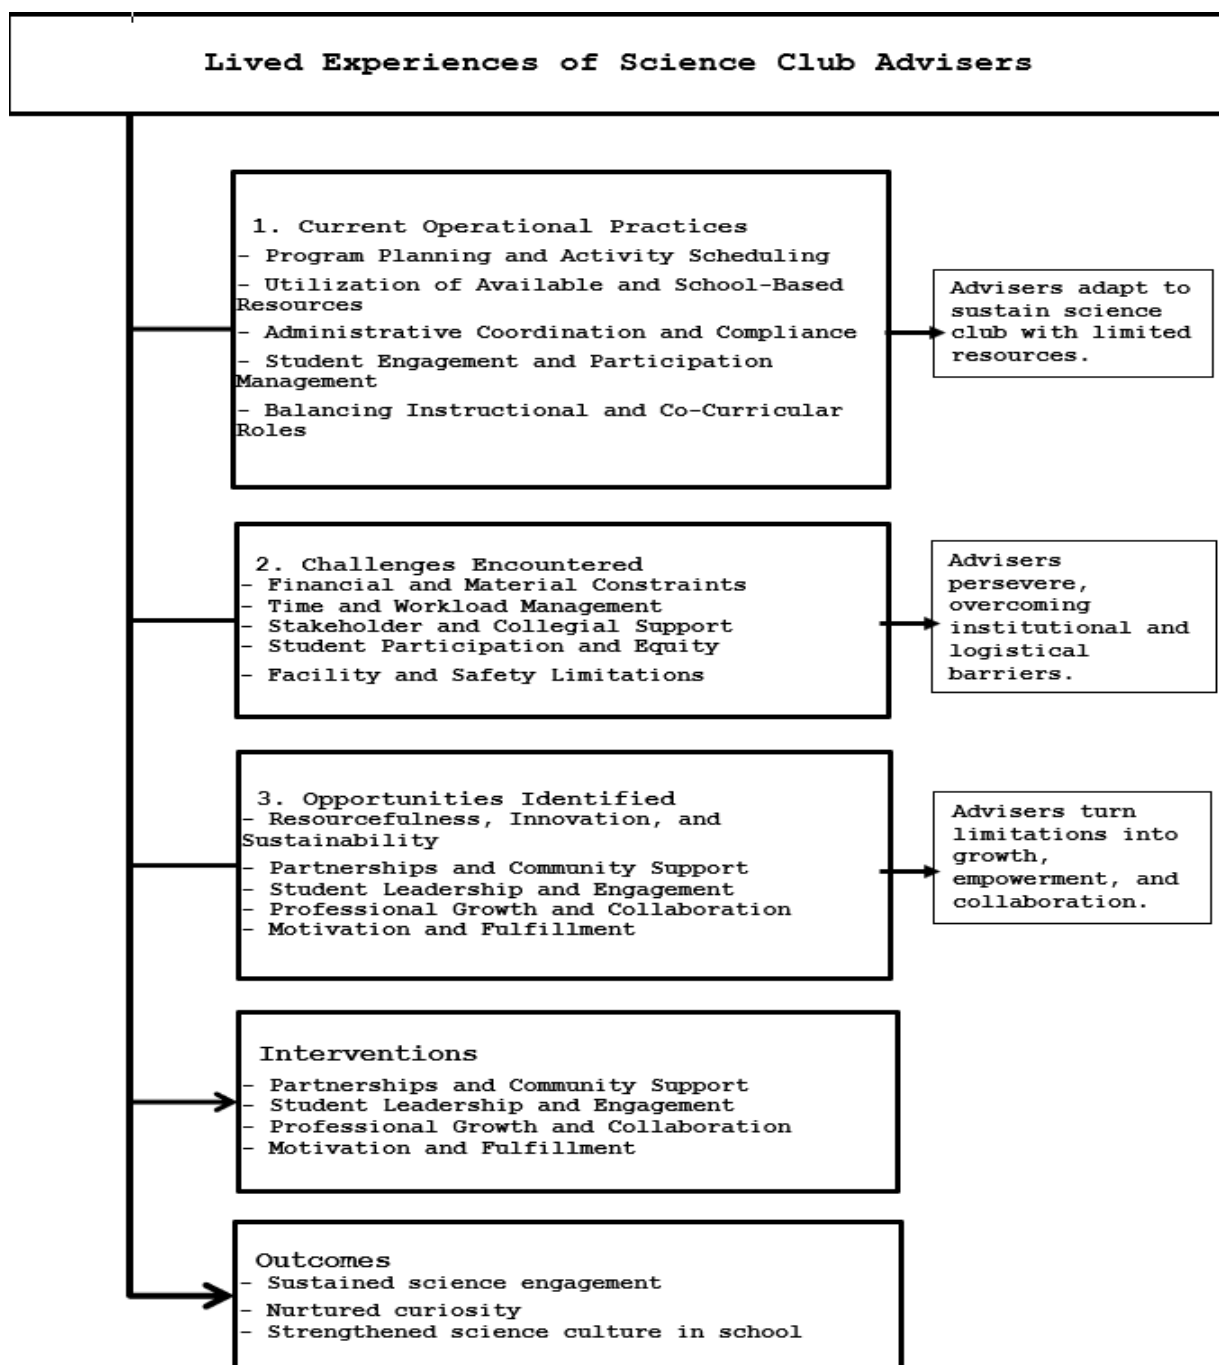 Lived Experiences of Science Club Advisers
1. Current Operational Practices
- Program Planning and Activity Scheduling
- Utilization of Available and School-Based
Resources
- Administrative Coordination and Compliance
- Student Engagement and Participation
Management
- Balancing Instructional and Co-Curricular
Roles
Advisers adapt to
sustain science
club with limited
resources.
2. Challenges Encountered
- Financial and Material Constraints
- Time and Workload Management
- Stakeholder and Collegial Support
- Student Participation and Equity
- Facility and Safety Limitations
Advisers
persevere,
overcoming
institutional and
logistical
barriers.
3. Opportunities Identified
- Resourcefulness, Innovation, and
Sustainability
- Partnerships and Community Support
- Student Leadership and Engagement
- Professional Growth and Collaboration
- Motivation and Fulfillment
Advisers turn
limitations into
growth,
empowerment, and
collaboration.
Interventions
- Partnerships and Community Support
- Student Leadership and Engagement
- Professional Growth and Collaboration
- Motivation and Fulfillment
Outcomes
- Sustained science engagement
- Nurtured curiosity
- Strengthened science culture in school